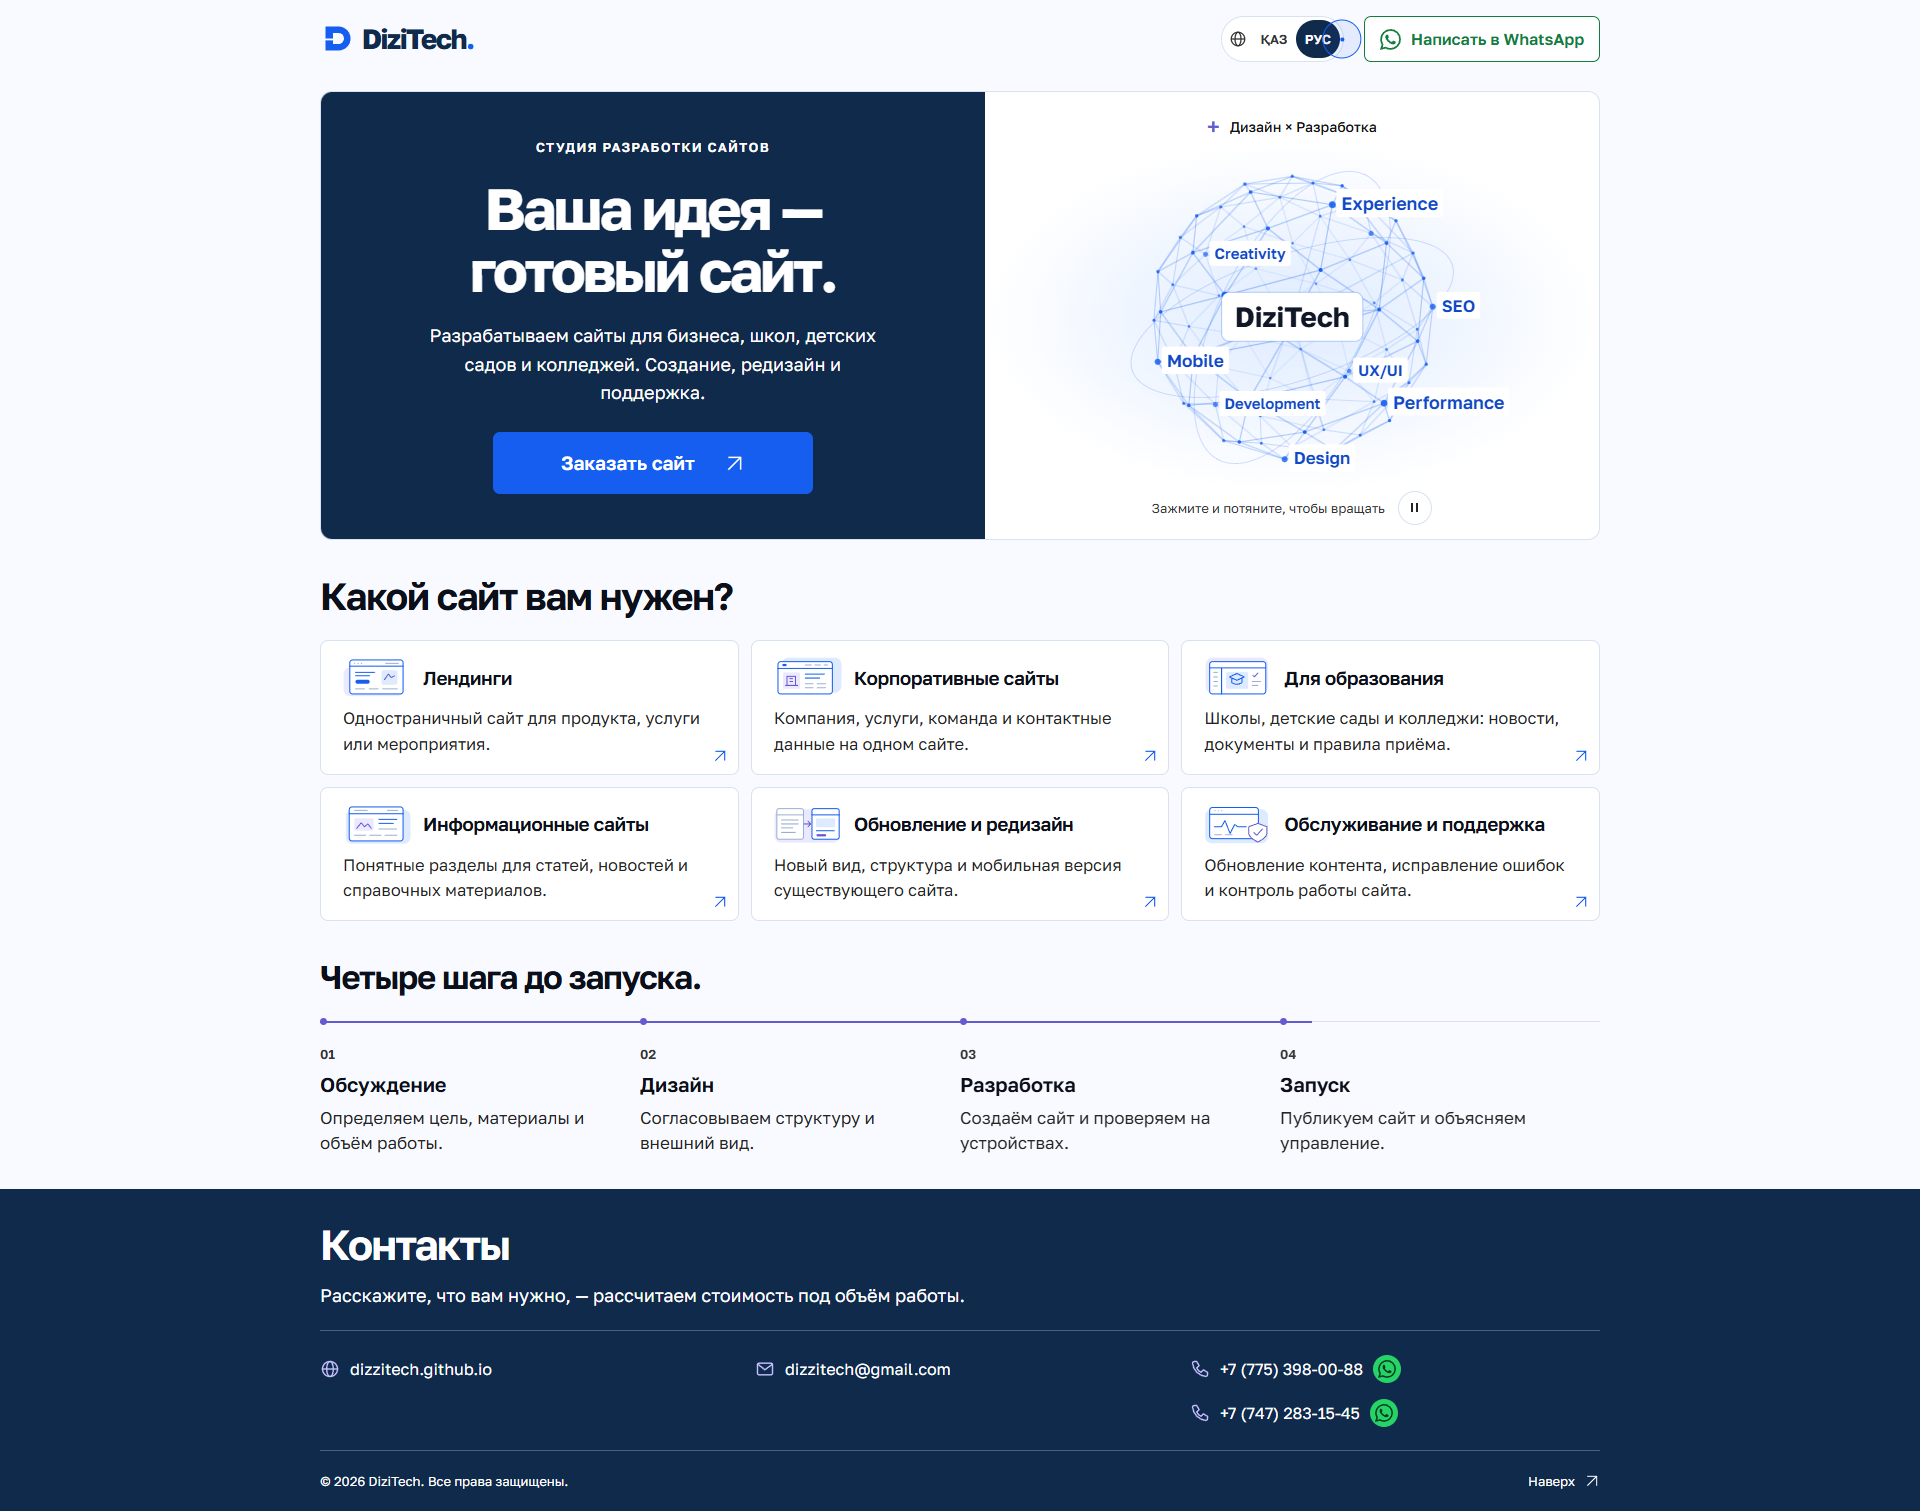 DiziTech.
ҚАЗ
РУС
Написать в WhatsApp
СТУДИЯ РАЗРАБОТКИ САЙТОВ
Ваша идея —
готовый сайт.
Разрабатываем сайты для бизнеса, школ, детских
садов и колледжей. Создание, редизайн и
поддержка.
Заказать сайт
Дизайн × Разработка
Experience
Creativity
SEO
DiziTech
Mobile
UX/UI
Development
Performance
Design
Зажмите и потяните, чтобы вращать
Какой сайт вам нужен?
Лендинги
Одностраничный сайт для продукта, услуги
или мероприятия.
Корпоративные сайты
Компания, услуги, команда и контактные
данные на одном сайте.
Для образования
Школы, детские сады и колледжи: новости,
документы и правила приёма.
Информационные сайты
Понятные разделы для статей, новостей и
справочных материалов.
Обновление и редизайн
Новый вид, структура и мобильная версия
существующего сайта.
Обслуживание и поддержка
Обновление контента, исправление ошибок
и контроль работы сайта.
Четыре шага до запуска.
01
Обсуждение
Определяем цель, материалы и
объём работы.
02
Дизайн
Согласовываем структуру и
внешний вид.
03
Разработка
Создаём сайт и проверяем на
устройствах.
04
Запуск
Публикуем сайт и объясняем
управление.
Контакты
Расскажите, что вам нужно, — рассчитаем стоимость под объём работы.
dizzitech.github.io
dizzitech@gmail.com
+7 (775) 398-00-88
+7 (747) 283-15-45
© 2026 DiziTech. Все права защищены.
Наверх